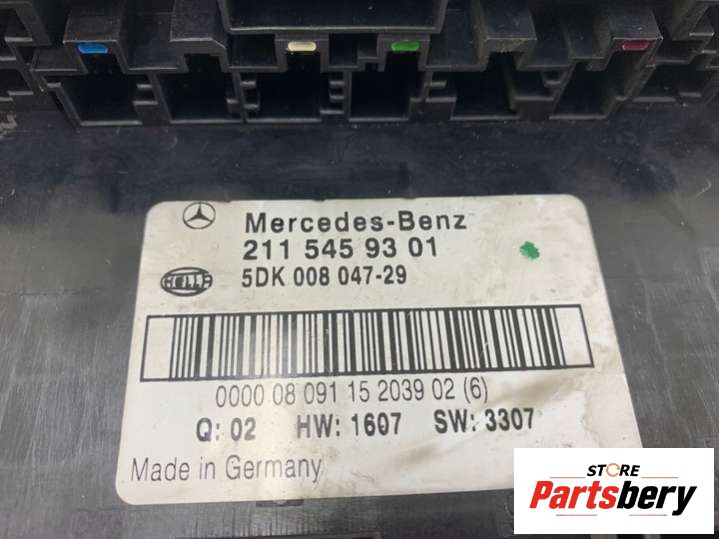 Mercedes-Benz
211 545 93 01
HELLA
5DK 008 047-29
0000 08 091 15 2039 02 (6)
Q: 02 HW: 1607 SW: 3307
Made in Germany
STORE
Partsbery